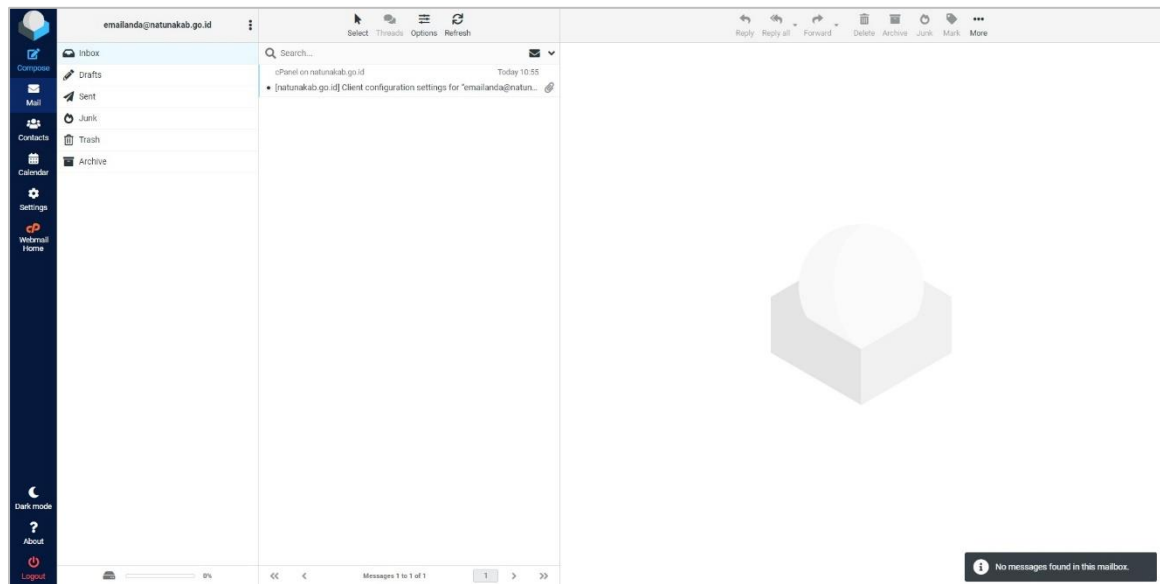 emailanda@natunakab.go.id
Compose
Mail
Contacts
Calendar
Settings
cP
Webmail
Home
Dark mode
About
Logout
Inbox
Drafts
Sent
Junk
Trash
Archive
0%
Select Threads Options Refresh
Search...
cPanel on natunakab.go.id Today 10:55
[natunakab.go.id] Client configuration settings for "emailanda@natun...
Messages 1 to 1 of 1 1
Reply Reply all Forward Delete Archive Junk Mark More
No messages found in this mailbox.